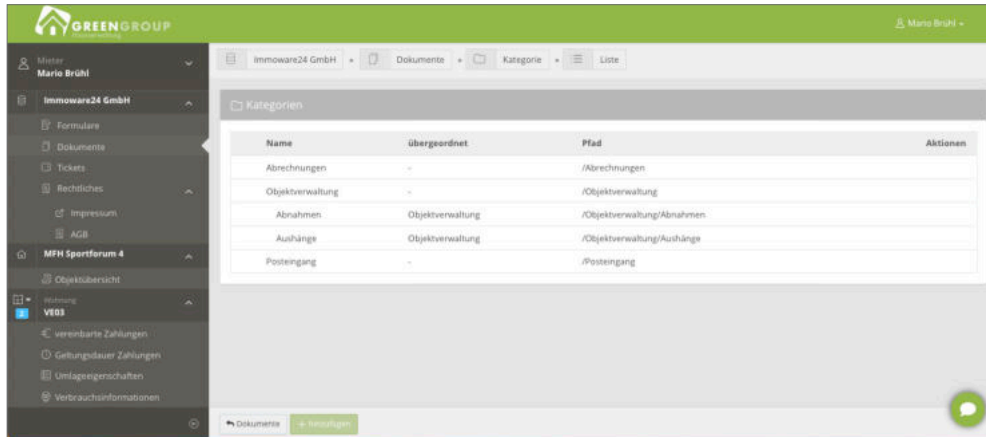 GREENGROUP
Mario Brühl
Mieter
Mario Brühl
Immoware24 GmbH
Dokumente
Kategorie
Liste
Immoware24 GmbH
Formulare
Dokumente
Tickets
Rechtliches
Impressum
AGB
MFH Sportforum 4
Objektübersicht
Wohnung
VE03
vereinbarte Zahlungen
Geltungsdauer Zahlungen
Umlageeigenschaften
Verbrauchsinformationen
Kategorien
Name übergeordnet Pfad Aktionen
Abrechnungen - /Abrechnungen
Objektverwaltung - /Objektverwaltung
Abnahmen Objektverwaltung /Objektverwaltung/Abnahmen
Aushänge Objektverwaltung /Objektverwaltung/Aushänge
Posteingang - /Posteingang
Dokumente
+ Hinzufügen